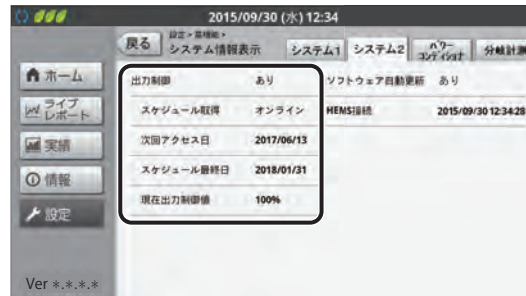 2015/09/30 (水) 12:34
戻る
設定 > 高機能 >
システム情報表示
システム1
システム2
パワーコンディショナ
分岐計測
ホーム
ライブレポート
実績
情報
設定
Ver *.*.*.*
出力制御 あり
スケジュール取得 オンライン
次回アクセス日 2017/06/13
スケジュール最終日 2018/01/31
現在出力制御値 100%
ソフトウェア自動更新 あり
HEMS接続 2015/09/30 12:34:28